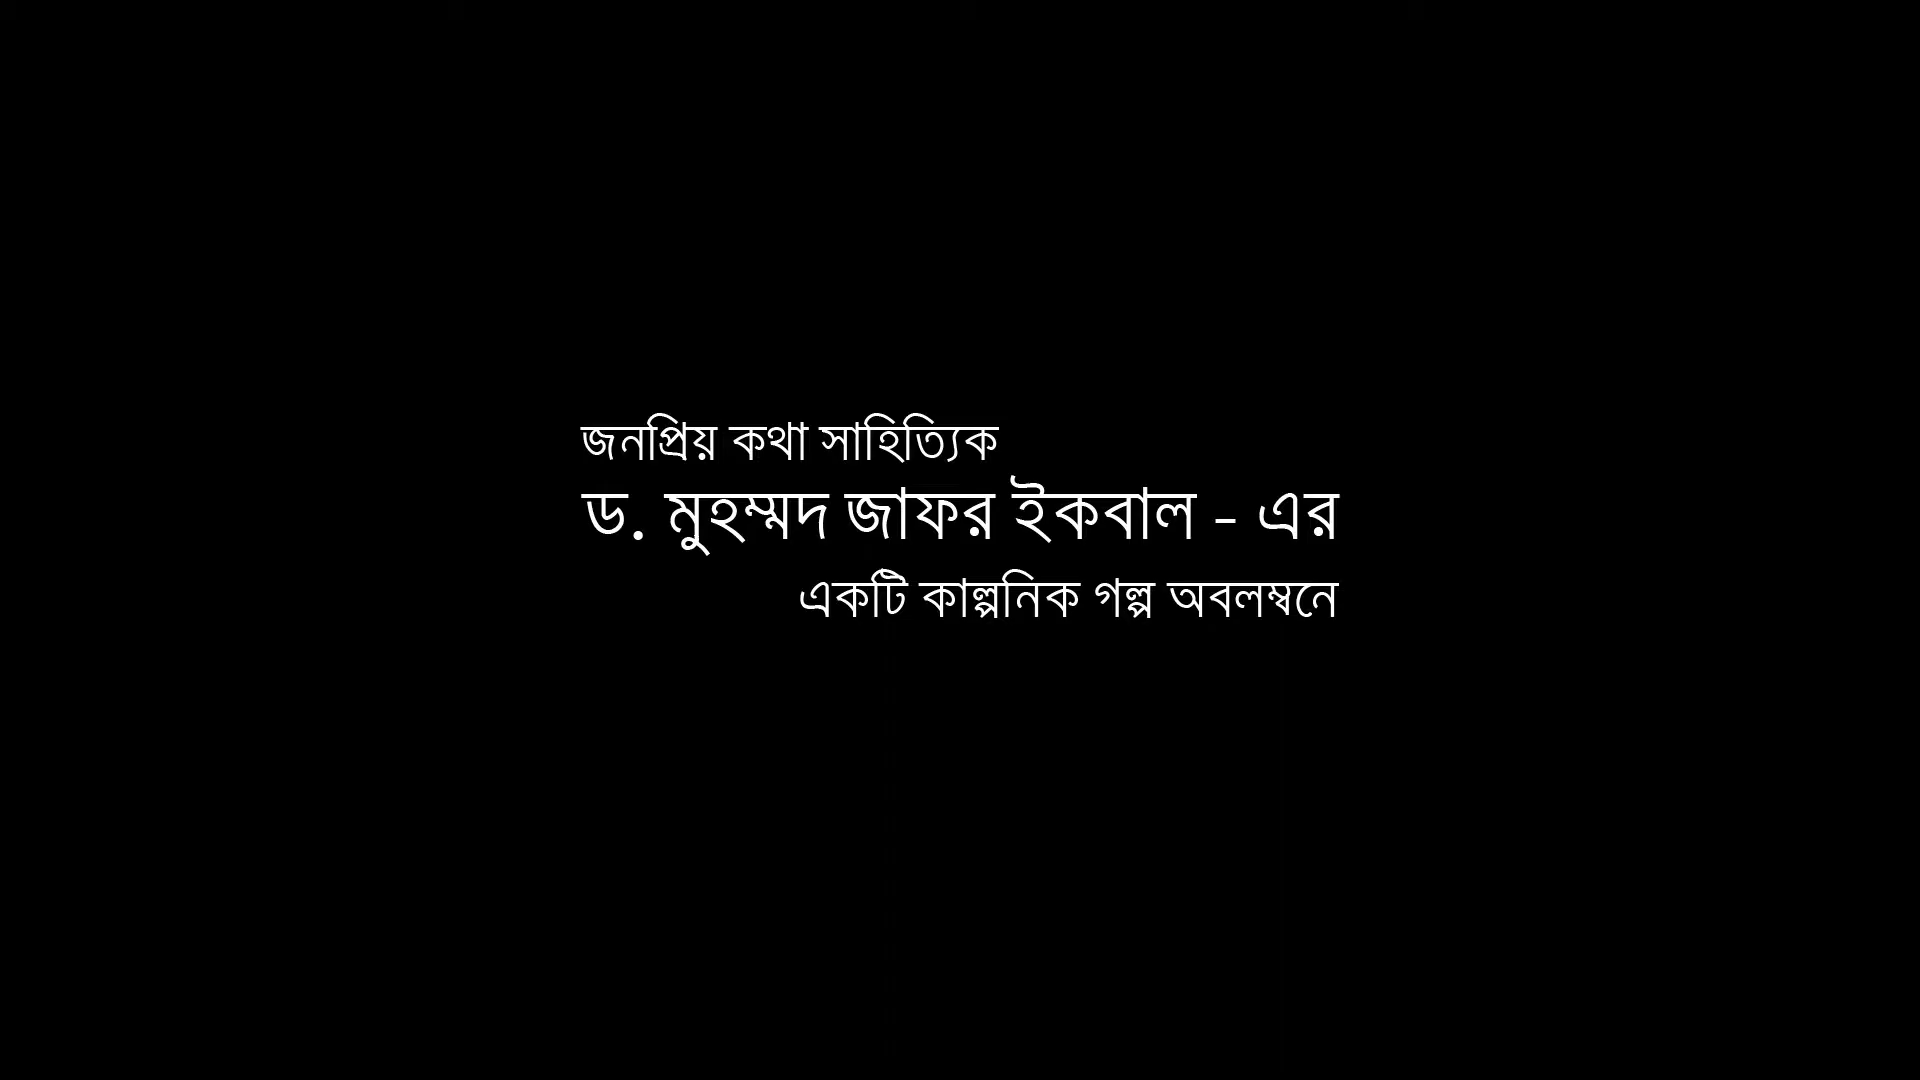 জনপ্রিয় কথা সাহিত্যিক
ড. মুহম্মদ জাফর ইকবাল - এর
একটি কাল্পনিক গল্প অবলম্বনে